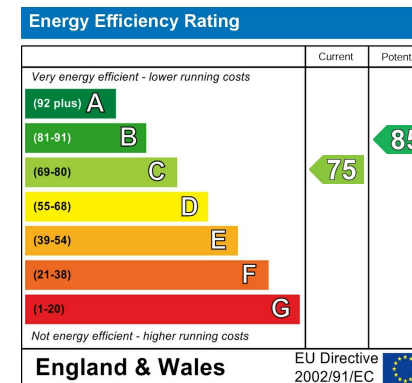 Energy Efficiency Rating
Current Potent
Very energy efficient - lower running costs
(92 plus) A
(81-91) B
85
(69-80) C
75
(55-68) D
(39-54) E
(21-38) F
(1-20) G
Not energy efficient - higher running costs
England & Wales
EU Directive
2002/91/EC